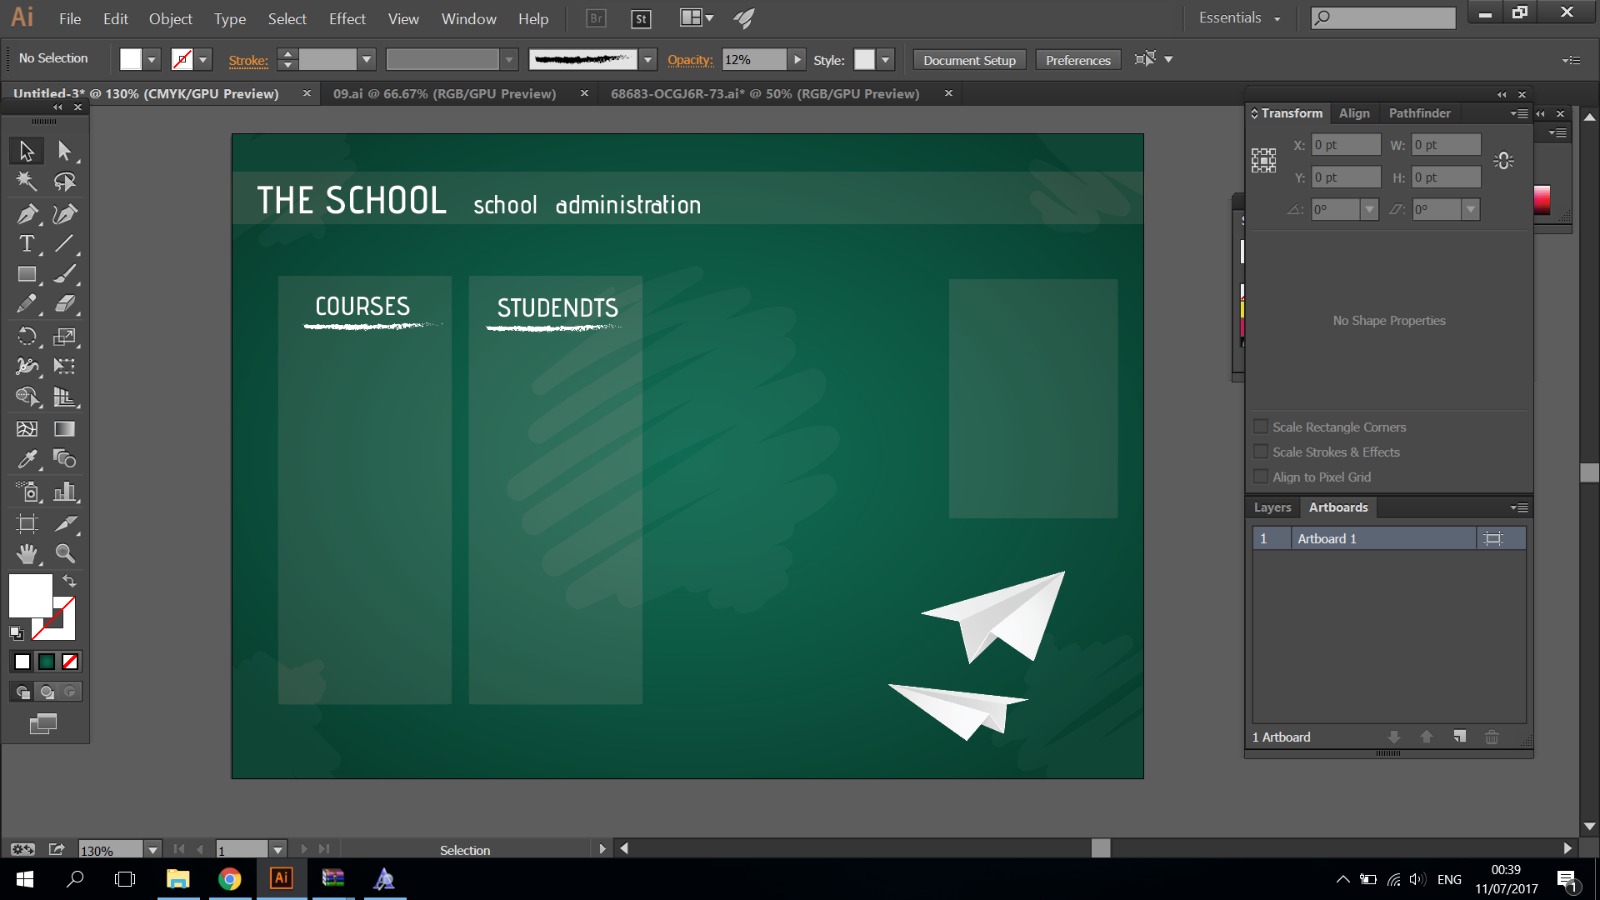 Ai File Edit Object Type Select Effect View Window Help Br St Essentials
No Selection Stroke: Opacity: 12% Style: Document Setup Preferences
Untitled-3* @ 130% (CMYK/GPU Preview) × 09.ai @ 66.67% (RGB/GPU Preview) × 68683-OCGJ6R-73.ai* @ 50% (RGB/GPU Preview) ×
Transform Align Pathfinder
X: 0 pt W: 0 pt
Y: 0 pt H: 0 pt
0° 0°
THE SCHOOL school administration
COURSES STUDENDTS
No Shape Properties
Scale Rectangle Corners
Scale Strokes & Effects
Align to Pixel Grid
Layers Artboards
1 Artboard 1
1 Artboard
130% 1 Selection
Ai ENG 00:39
11/07/2017 1